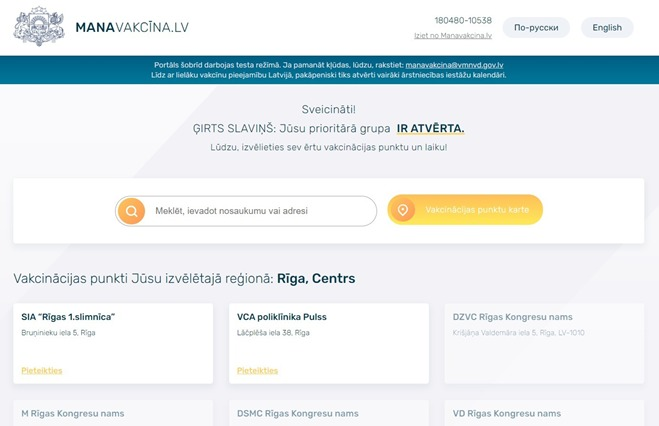 MANAVAKCĪNA.LV
180480-10538
Iziet no Manavakcina.lv
По-русски
English
Portāls šobrīd darbojas testa režīmā. Ja pamanāt kļūdas, lūdzu, rakstiet: manavakcina@vmnvd.gov.lv
Līdz ar lielāku vakcīnu pieejamību Latvijā, pakāpeniski tiks atvērti vairāki ārstniecības iestāžu kalendāri.
Sveicināti!
ĢIRTS SLAVIŅŠ: Jūsu prioritārā grupa IR ATVĒRTA.
Lūdzu, izvēlieties sev ērtu vakcinācijas punktu un laiku!
Meklēt, ievadot nosaukumu vai adresi
Vakcinācijas punktu karte
Vakcinācijas punkti Jūsu izvēlētajā reģionā: Rīga, Centrs
SIA "Rīgas 1.slimnīca"
Bruņinieku iela 5, Rīga
Pieteikties
VCA poliklīnika Pulss
Lāčplēša iela 38, Rīga
Pieteikties
DZVC Rīgas Kongresu nams
Krišjāņa Valdemāra iela 5, Rīga, LV-1010
M Rīgas Kongresu nams
DSMC Rīgas Kongresu nams
VD Rīgas Kongresu nams